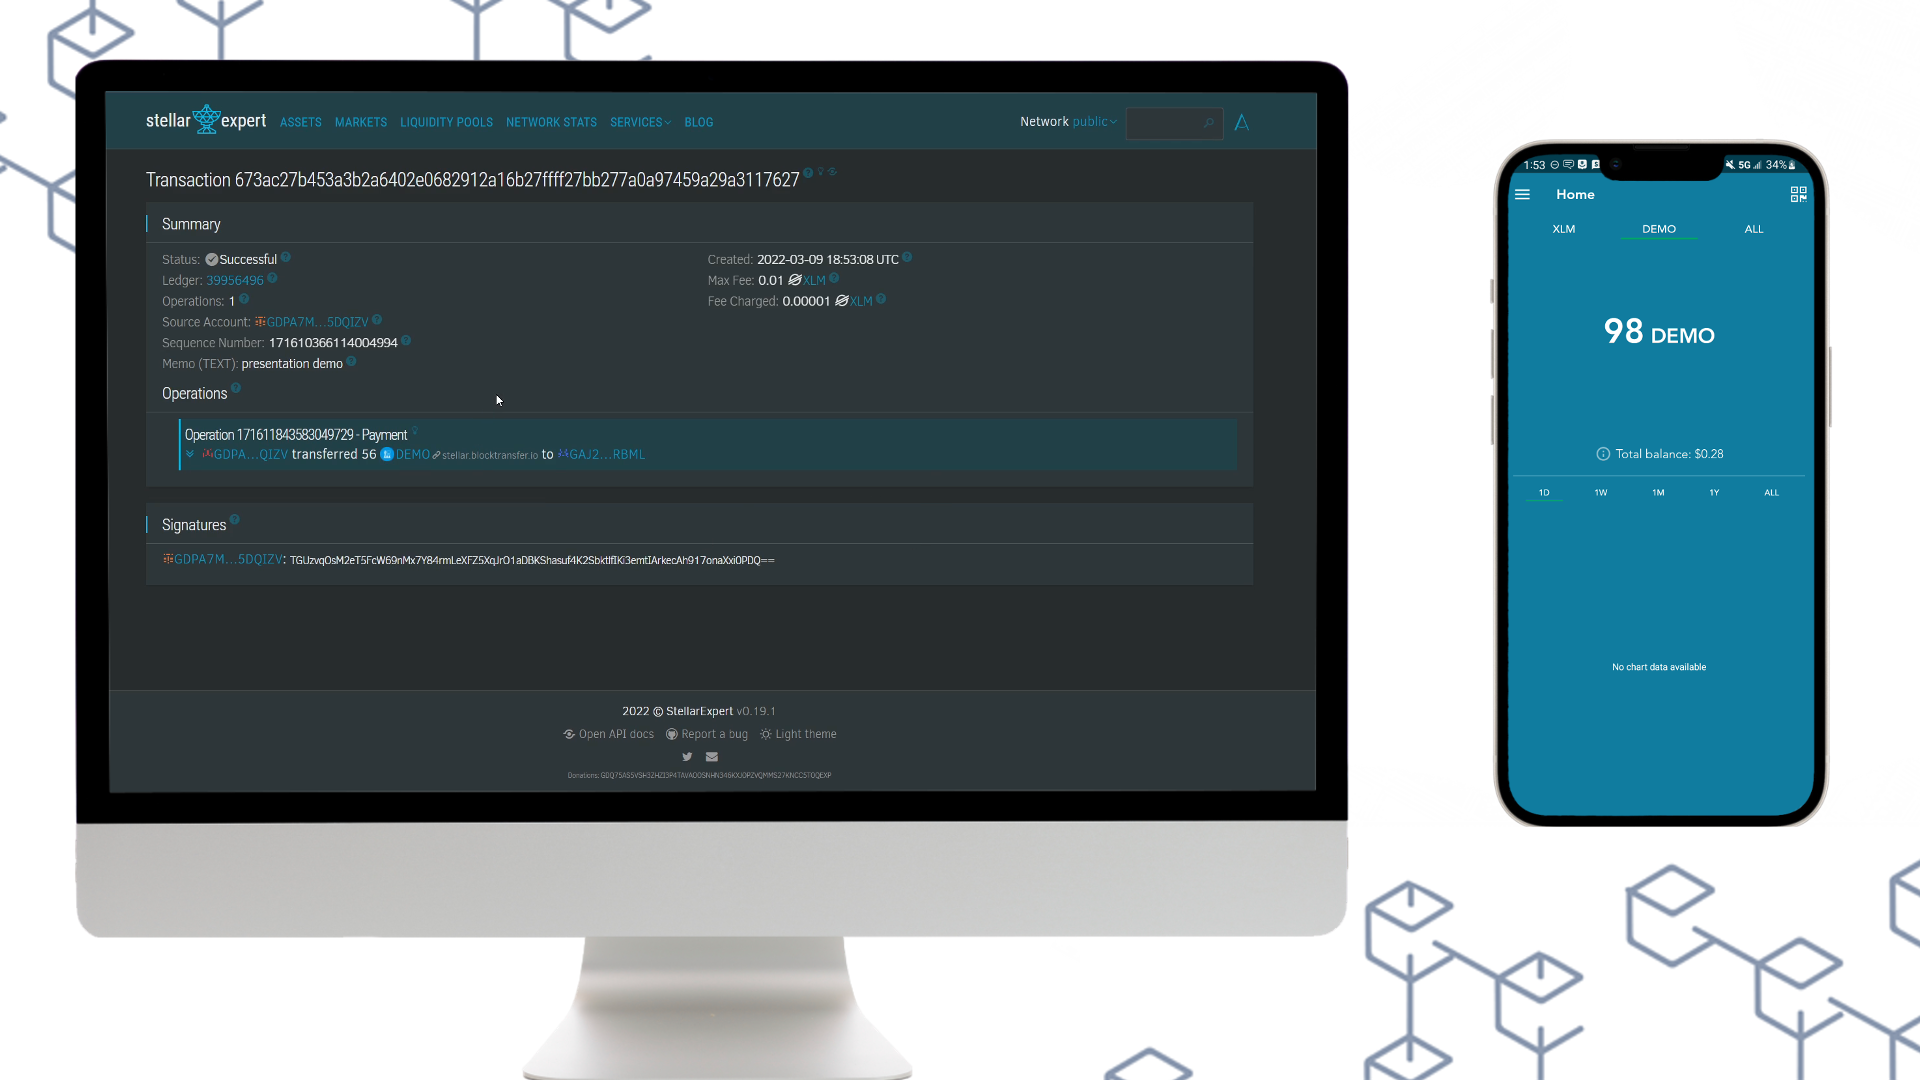 stellar expert ASSETS MARKETS LIQUIDITY POOLS NETWORK STATS SERVICES BLOG Network public
Transaction 673ac27b453a3b2a6402e0682912a16b27ffff27bb277a0a97459a29a3117627
Summary
Status: Successful
Ledger: 39956496
Operations: 1
Source Account: GDPA7M...5DQIZV
Sequence Number: 171610366114004994
Memo (TEXT): presentation demo
Created: 2022-03-09 18:53:08 UTC
Max Fee: 0.01 XLM
Fee Charged: 0.00001 XLM
Operations
Operation 171611843583049729 - Payment
GDPA...QIZV transferred 56 DEMO stellar.blocktransfer.io to GAJ2...RBML
Signatures
GDPA7M...5DQIZV:
2022 © StellarExpert v0.19.1
Open API docs Report a bug Light theme
Donations:
1:53 5G 34%
Home
XLM DEMO ALL
98 DEMO
Total balance: $0.28
1D 1W 1M 1Y ALL
No chart data available